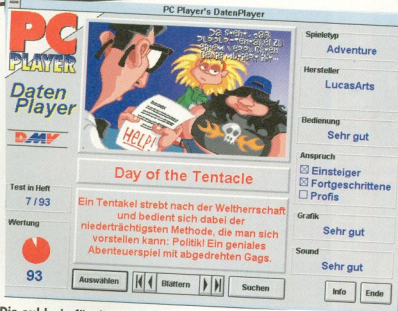 PC Player's DatenPlayer
PC
PLAYER
Daten
Player
DMV
Test in Heft
7/93
Wertung
93
HELP!
Day of the Tentacle
Ein Tentakel strebt nach der Weltherrschaft
und bedient sich dabei der
niederträchtigsten Methode, die man sich
vorstellen kann: Politik! Ein geniales
Abenteuerspiel mit abgedrehten Gags.
Auswählen
Blättern
Suchen
Spieletyp
Adventure
Hersteller
LucasArts
Bedienung
Sehr gut
Anspruch
Einsteiger
Fortgeschrittene
Profis
Grafik
Sehr gut
Sound
Sehr gut
Info
Ende